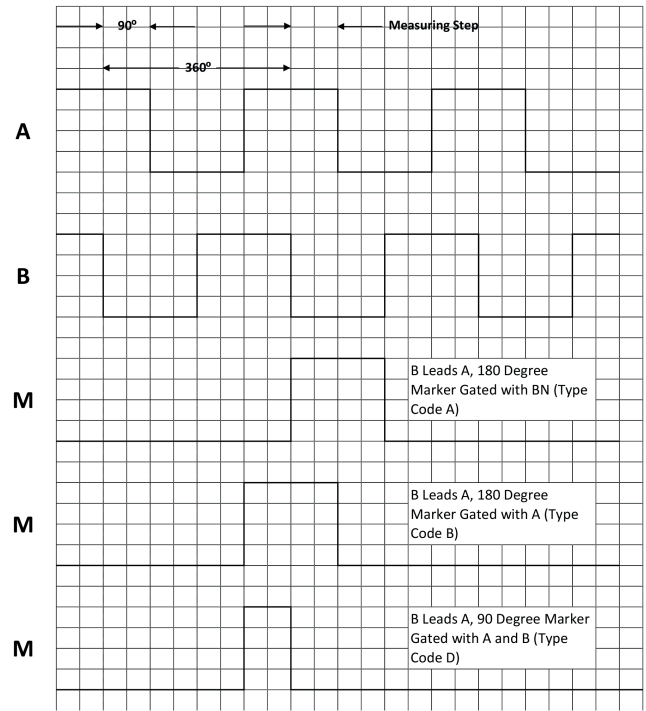 90º
Measuring Step
360º
A
B
M
B Leads A, 180 Degree
Marker Gated with BN (Type
Code A)
M
B Leads A, 180 Degree
Marker Gated with A (Type
Code B)
M
B Leads A, 90 Degree Marker
Gated with A and B (Type
Code D)